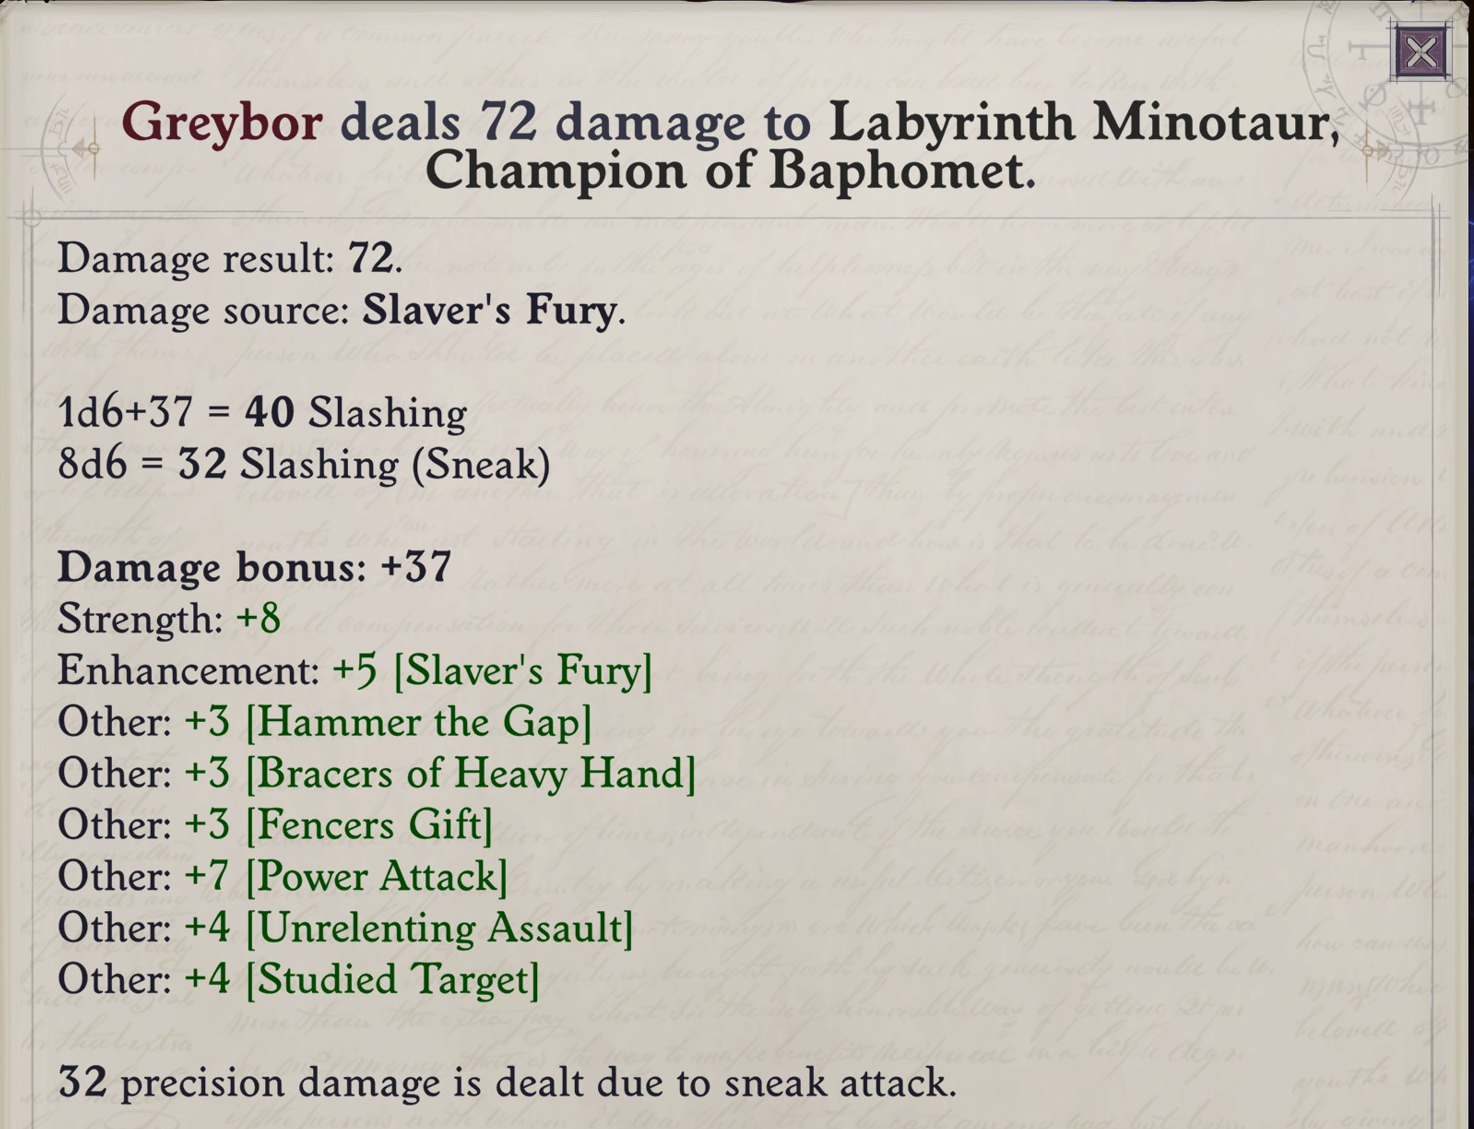 Greybor deals 72 damage to Labyrinth Minotaur,
Champion of Baphomet.
Damage result: 72.
Damage source: Slaver's Fury.
1d6+37 = 40 Slashing
8d6 = 32 Slashing (Sneak)
Damage bonus: +37
Strength: +8
Enhancement: +5 [Slaver's Fury]
Other: +3 [Hammer the Gap]
Other: +3 [Bracers of Heavy Hand]
Other: +3 [Fencers Gift]
Other: +7 [Power Attack]
Other: +4 [Unrelenting Assault]
Other: +4 [Studied Target]
32 precision damage is dealt due to sneak attack.